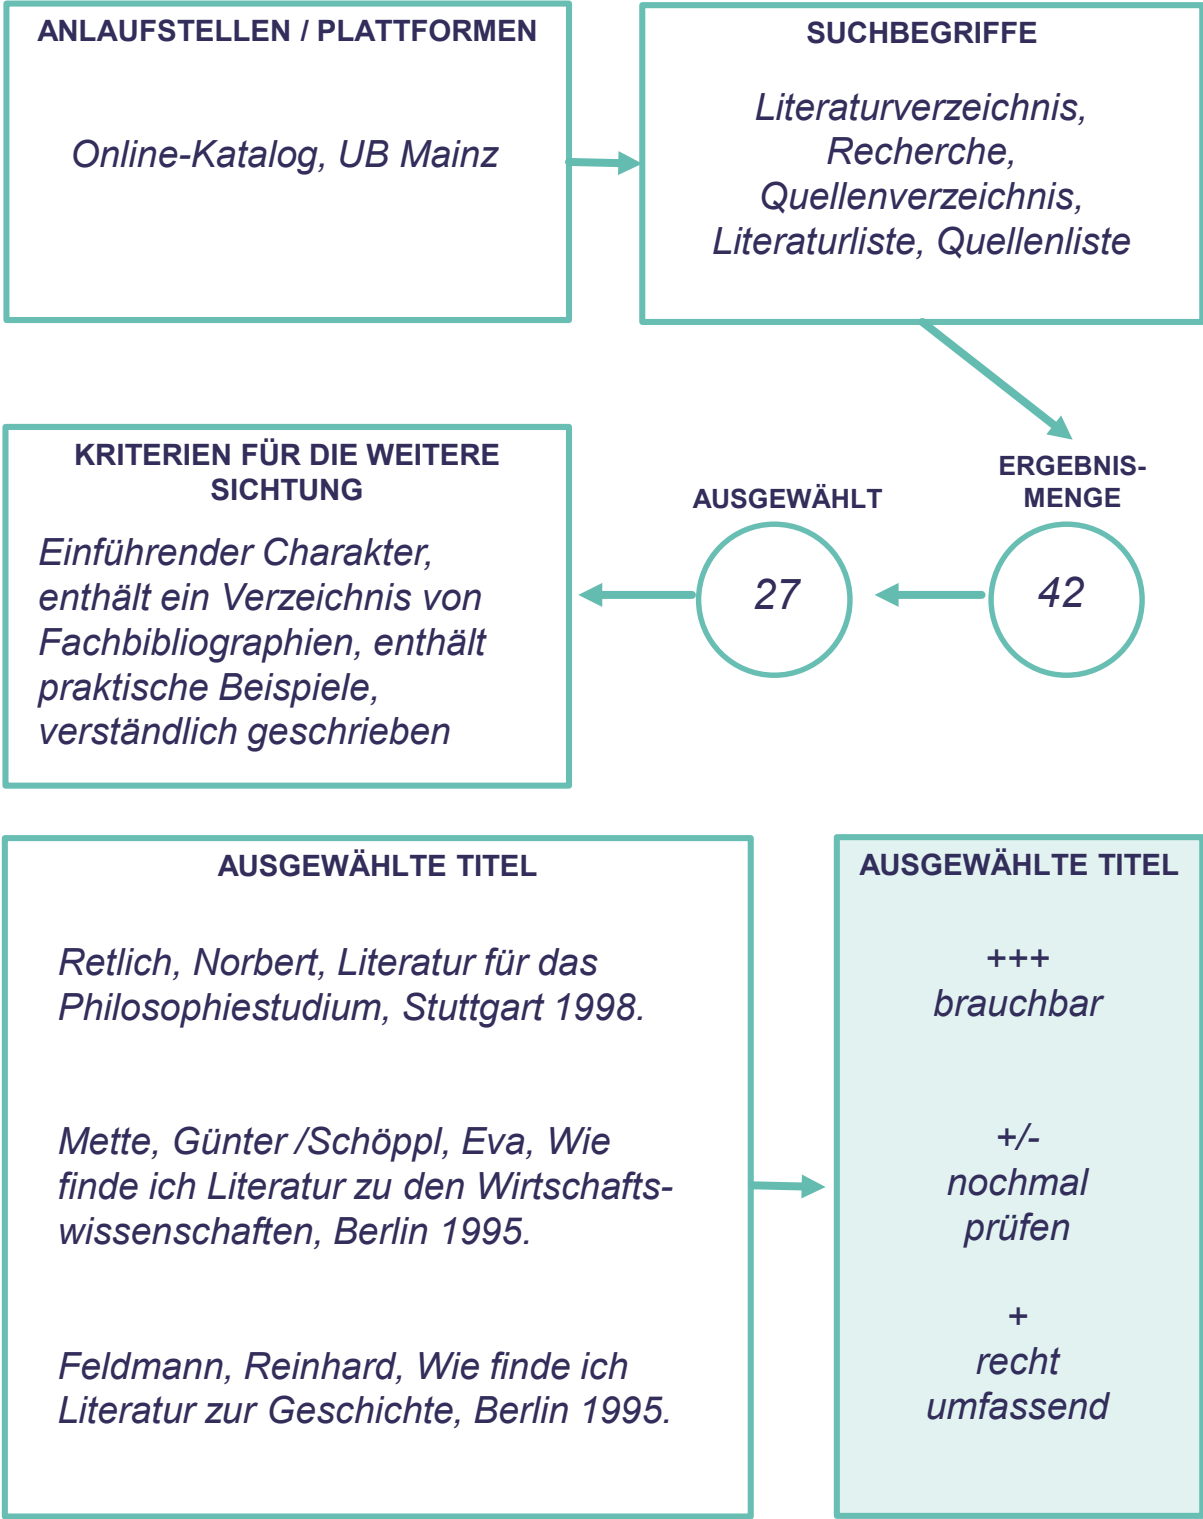 ANLAUFSTELLEN / PLATTFORMEN
Online-Katalog, UB Mainz
SUCHBEGRIFFE
Literaturverzeichnis,
Recherche,
Quellenverzeichnis,
Literaturliste, Quellenliste
ERGEBNIS-
MENGE
42
AUSGEWÄHLT
27
KRITERIEN FÜR DIE WEITERE
SICHTUNG
Einführender Charakter,
enthält ein Verzeichnis von
Fachbibliographien, enthält
praktische Beispiele,
verständlich geschrieben
AUSGEWÄHLTE TITEL
Retlich, Norbert, Literatur für das
Philosophiestudium, Stuttgart 1998.
Mette, Günter /Schöppl, Eva, Wie
finde ich Literatur zu den Wirtschafts-
wissenschaften, Berlin 1995.
Feldmann, Reinhard, Wie finde ich
Literatur zur Geschichte, Berlin 1995.
AUSGEWÄHLTE TITEL
+++
brauchbar
+/-
nochmal
prüfen
+
recht
umfassend